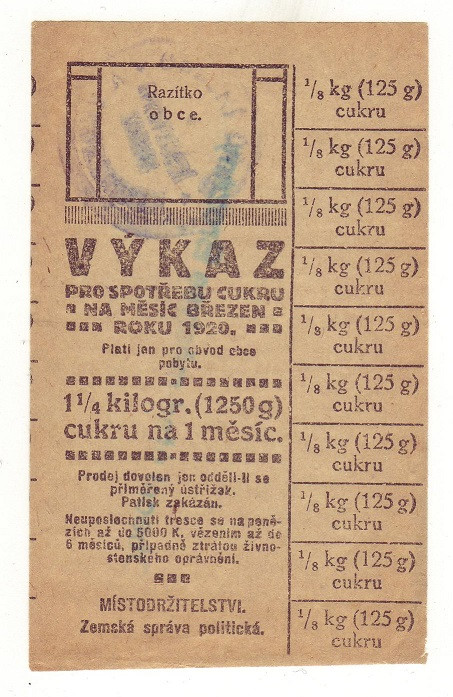 Razítko
obce.
VÝKAZ
PRO SPOTŘEBU CUKRU
NA MĚSÍC BŘEZEN
ROKU 1920.
Platí jen pro obvod obce
pobytu.
1 1/4 kilogr. (1250 g)
cukru na 1 měsíc.
Prodej dovolen jen oddělí-li se
přiměřený ústřižek.
Patisk zakázán.
Neuposlechnutí tresce se na peně-
zích až do 5000 K, vězením až do
6 měsíců, případně ztrátou živno-
stenského oprávnění.
MÍSTODRŽITELSTVÍ.
Zemská správa politická.
1/8 kg (125 g)
cukru
1/8 kg (125 g)
cukru
1/8 kg (125 g)
cukru
1/8 kg (125 g)
cukru
1/8 kg (125 g)
cukru
1/8 kg (125 g)
cukru
1/8 kg (125 g)
cukru
1/8 kg (125 g)
cukru
1/8 kg (125 g)
cukru
1/8 kg (125 g)
cukru